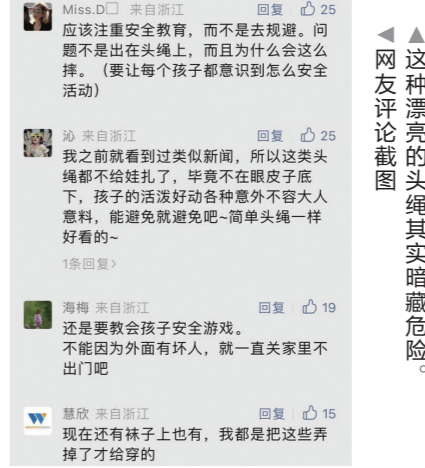 Miss.D 来自浙江 回复 25
应该注重安全教育，而不是去规避。问
题不是出在头绳上，而且为什么会这么
摔。（要让每个孩子都意识到怎么安全
活动）
沁 来自浙江 回复 25
我之前就看到过类似新闻，所以这类头
绳都不给娃扎了，毕竟不在眼皮子底
下，孩子的活泼好动各种意外不容大人
意料，能避免就避免吧~简单头绳一样
好看的~
1条回复>
海梅 来自浙江 回复 19
还是要教会孩子安全游戏。
不能因为外面有坏人，就一直关家里不
出门吧
慧欣 来自浙江 回复 15
现在还有袜子上也有，我都是把这些弄
掉了才给穿的
▲这种漂亮的头绳其实暗藏危险。
◀网友评论截图